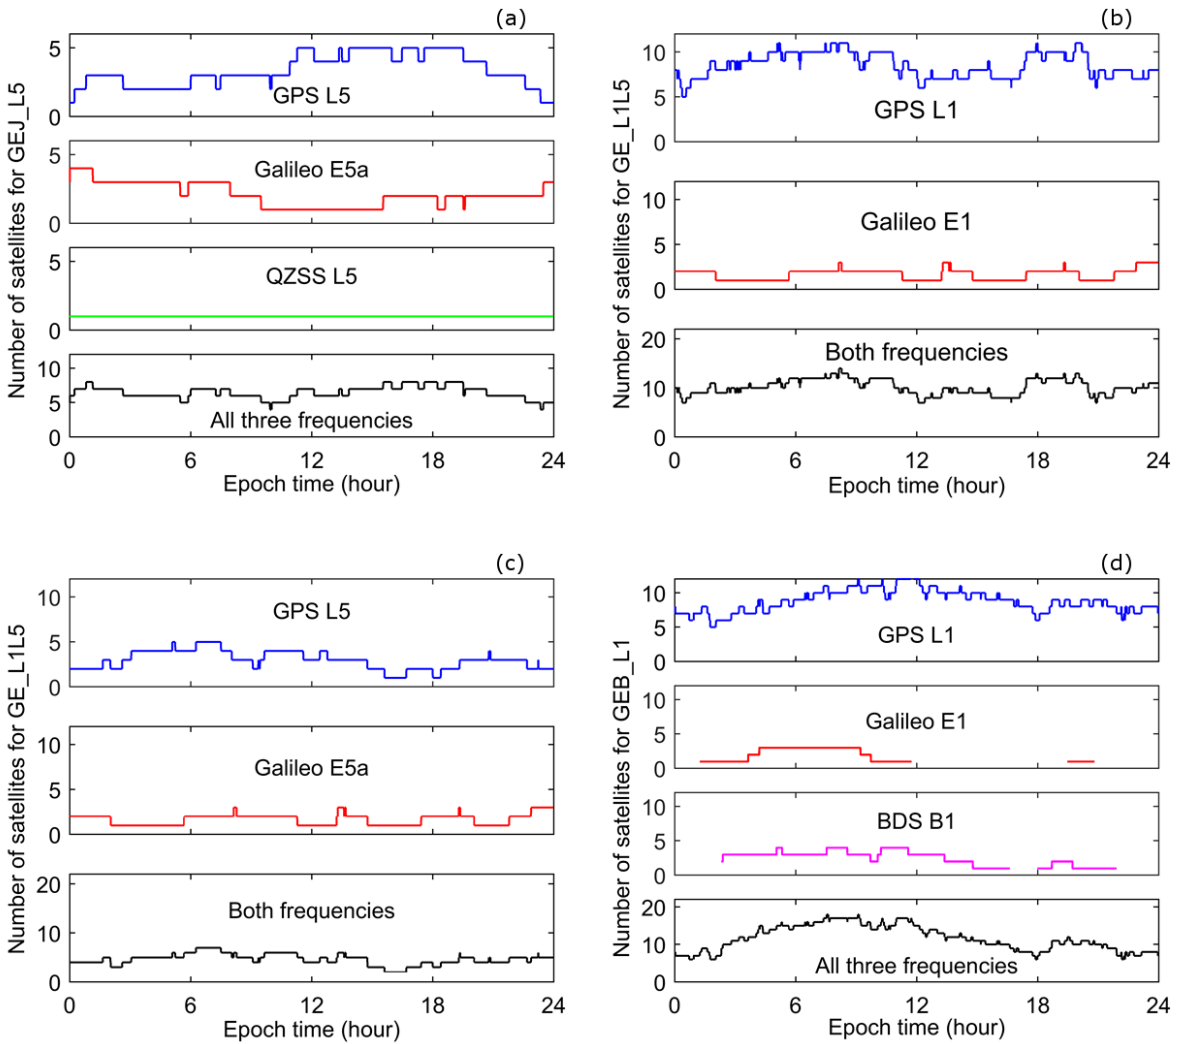 (a)
Number of satellites for GEJ_L5
5
0
GPS L5
5
0
Galileo E5a
5
0
QZSS L5
10
5
0
All three frequencies
0 6 12 18 24
Epoch time (hour)
(b)
Number of satellites for GE_L1L5
10
5
0
GPS L1
10
5
0
Galileo E1
20
10
0
Both frequencies
0 6 12 18 24
Epoch time (hour)
(c)
Number of satellites for GE_L1L5
10
5
0
GPS L5
10
5
0
Galileo E5a
20
10
0
Both frequencies
0 6 12 18 24
Epoch time (hour)
(d)
Number of satellites for GEB_L1
10
5
0
GPS L1
10
5
0
Galileo E1
10
5
0
BDS B1
20
10
0
All three frequencies
0 6 12 18 24
Epoch time (hour)